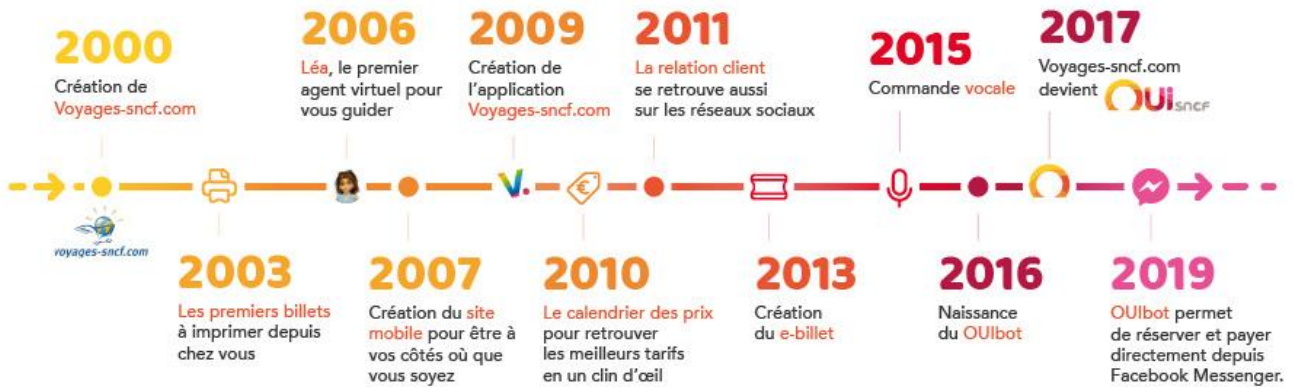 2000
Création de
Voyages-sncf.com
2006
Léa, le premier
agent virtuel pour
vous guider
2009
Création de
l'application
Voyages-sncf.com
2011
La relation client
se retrouve aussi
sur les réseaux sociaux
2015
Commande vocale
2017
Voyages-sncf.com
devient OUi sncf
V.
voyages-sncf.com
2003
Les premiers billets
à imprimer depuis
chez vous
2007
Création du site
mobile pour être à
vos côtés où que
vous soyez
2010
Le calendrier des prix
pour retrouver
les meilleurs tarifs
en un clin d'œil
2013
Création
du e-billet
2016
Naissance
du OUIbot
2019
OUIbot permet
de réserver et payer
directement depuis
Facebook Messenger.